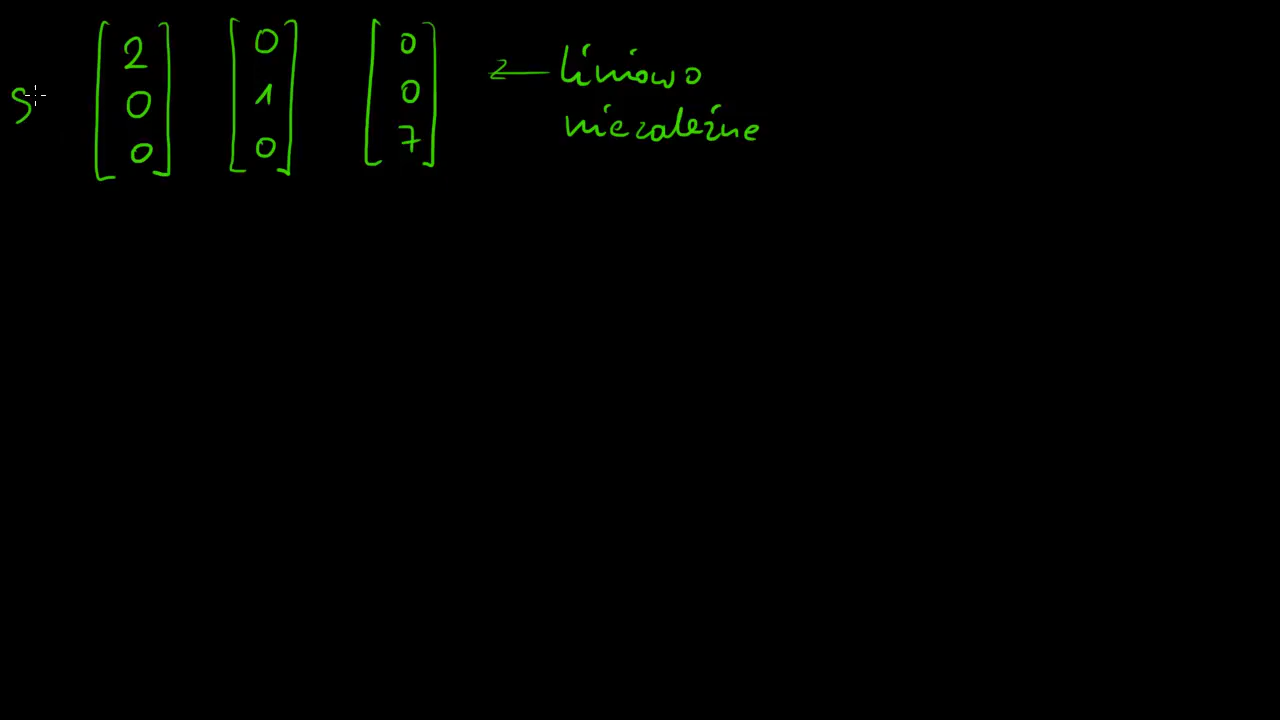 S [2 0 0] [0 1 0] [0 0 7] ← liniowo
niezależne